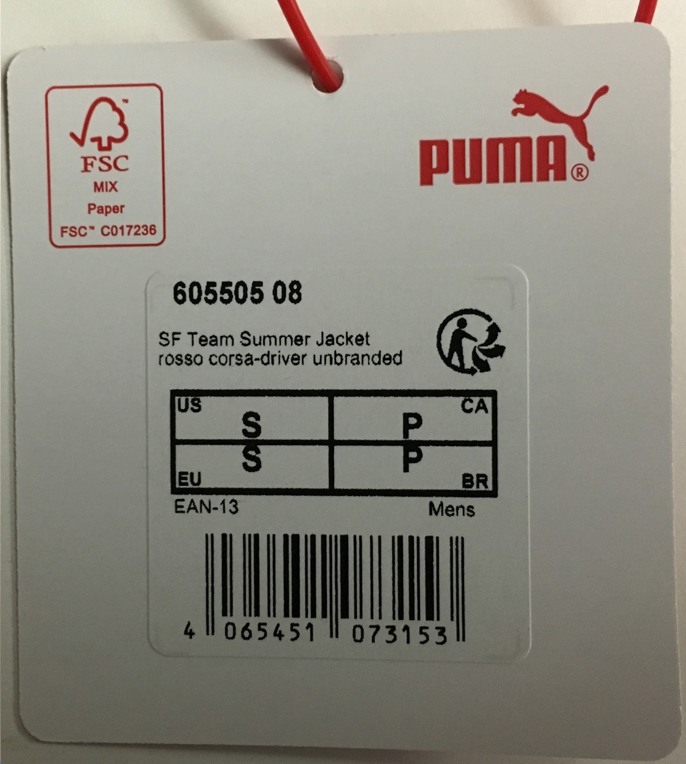 FSC
MIX
Paper
FSC™ C017236
PUMA®
605505 08
SF Team Summer Jacket
rosso corsa-driver unbranded
US S P CA
EU S P BR
EAN-13 Mens
4 065451 073153